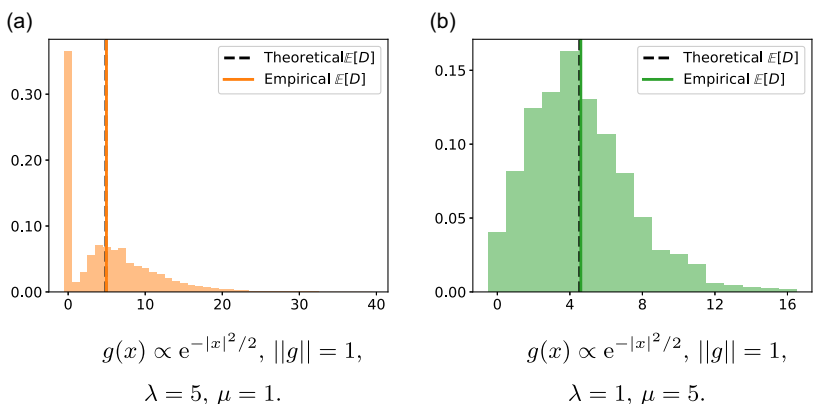 (a)
(b)
Theoretical𝔼[D]
Empirical 𝔼[D]
0.30
0.20
0.10
0.00
0
10
20
30
40
Theoretical 𝔼[D]
Empirical 𝔼[D]
0.15
0.10
0.05
0.00
0
4
8
12
16
g(x) ∝ e^{−|x|^2/2}, ||g|| = 1,
λ = 5, μ = 1.
g(x) ∝ e^{−|x|^2/2}, ||g|| = 1,
λ = 1, μ = 5.